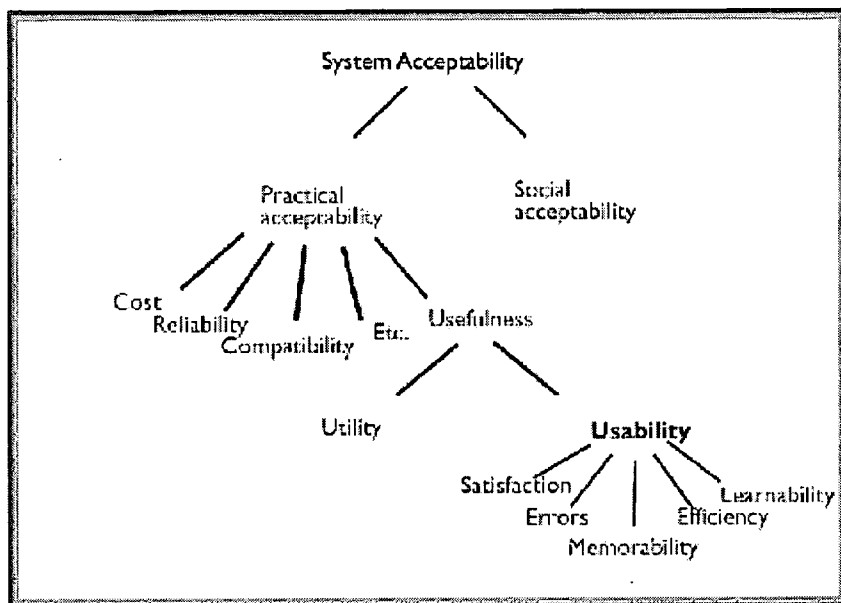 System Acceptability
Practical
acceptability
Social
acceptability
Cost
Reliability
Compatibility
Etc.
Usefulness
Utility
Usability
Satisfaction
Errors
Memorability
Efficiency
Learnability